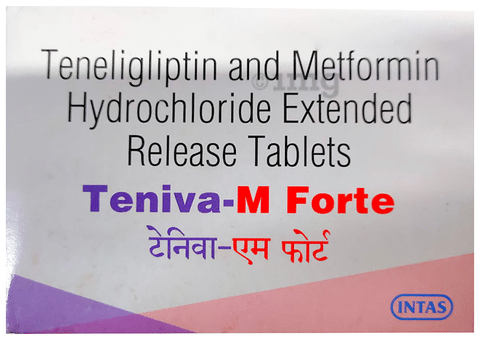 Teneligliptin and Metformin
Hydrochloride Extended
Release Tablets
Teniva-M Forte
टेनिवा-एम फोर्ट
INTAS